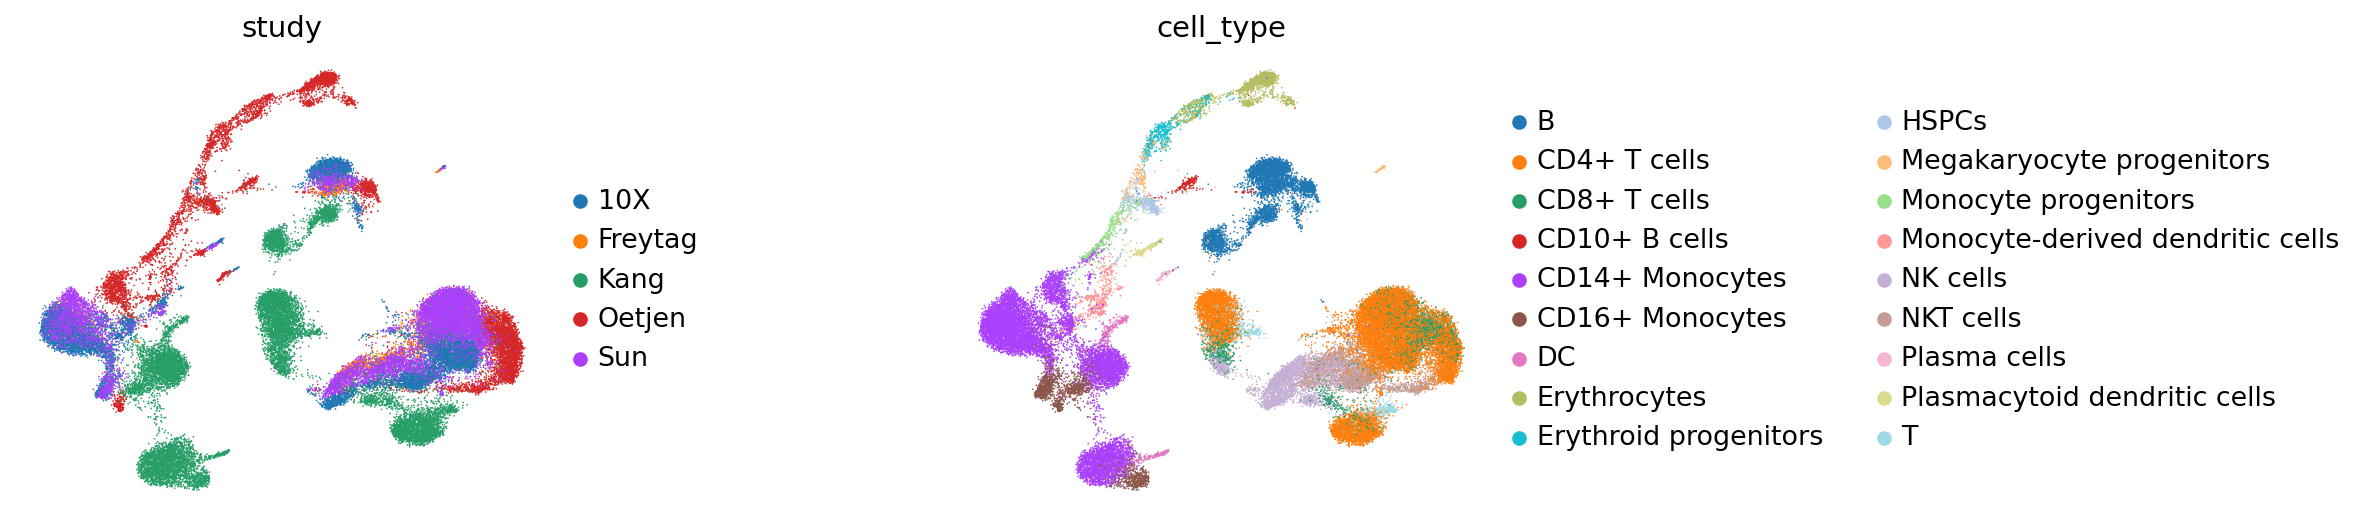 study
10X
Freytag
Kang
Oetjen
Sun
cell_type
B
CD4+ T cells
CD8+ T cells
CD10+ B cells
CD14+ Monocytes
CD16+ Monocytes
DC
Erythrocytes
Erythroid progenitors
HSPCs
Megakaryocyte progenitors
Monocyte progenitors
Monocyte-derived dendritic cells
NK cells
NKT cells
Plasma cells
Plasmacytoid dendritic cells
T